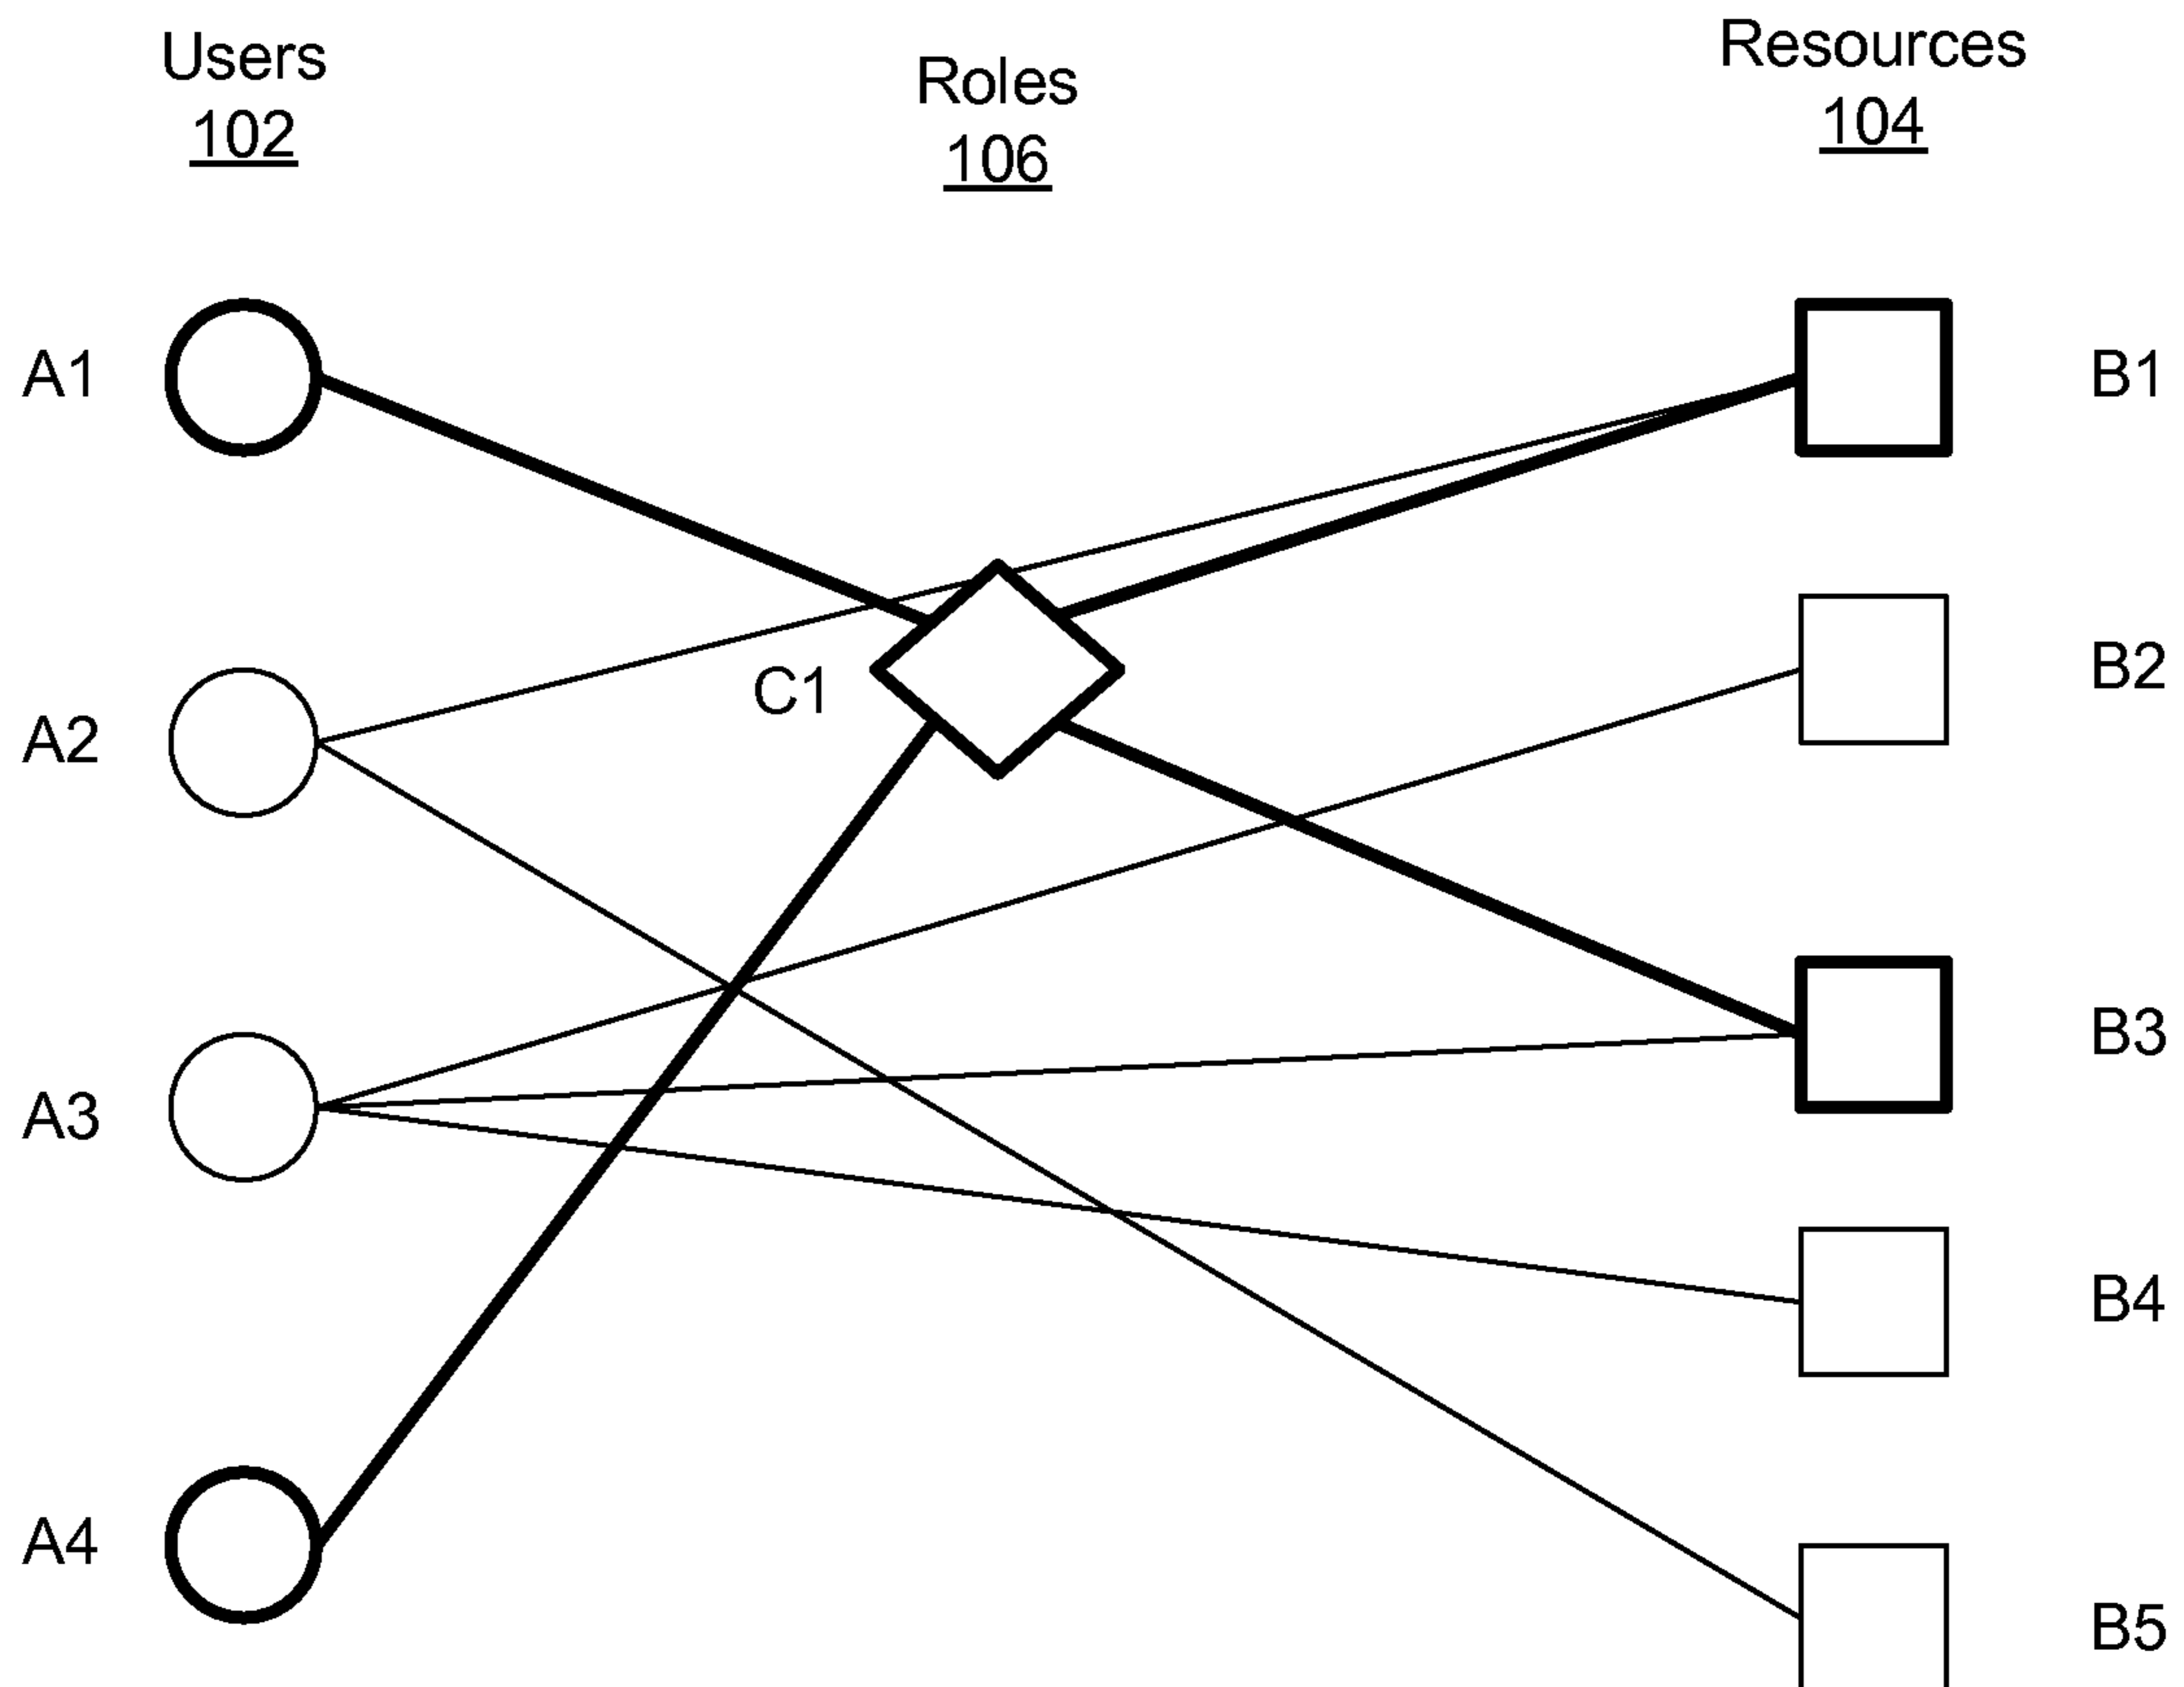 Users
102
Roles
106
Resources
104
A1
B1
B2
C1
A2
B3
A3
B4
A4
B5